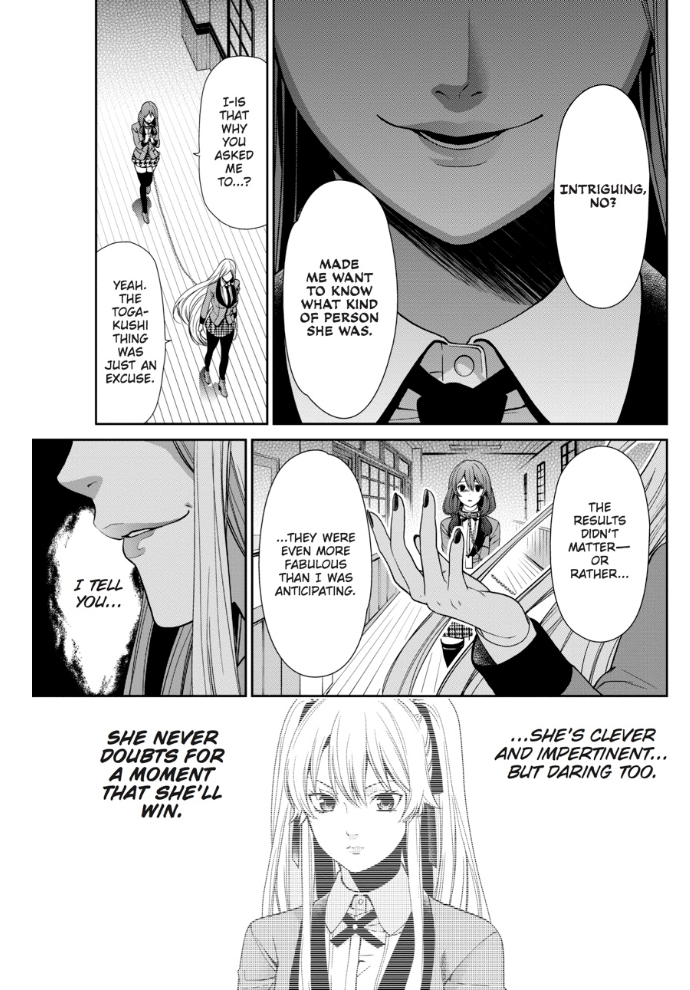 INTRIGUING,
NO?
MADE
ME WANT
TO KNOW
WHAT KIND
OF PERSON
SHE WAS.
I-IS
THAT
WHY
YOU
ASKED
ME
TO...?
YEAH.
THE
TOGA-
KUSHI
THING
WAS
JUST AN
EXCUSE.
THE
RESULTS
DIDN'T
MATTER—
OR
RATHER...
...THEY WERE
EVEN MORE
FABULOUS
THAN I WAS
ANTICIPATING.
I TELL
YOU...
...SHE'S CLEVER
AND IMPERTINENT...
BUT DARING TOO.
SHE NEVER
DOUBTS FOR
A MOMENT
THAT SHE'LL
WIN.